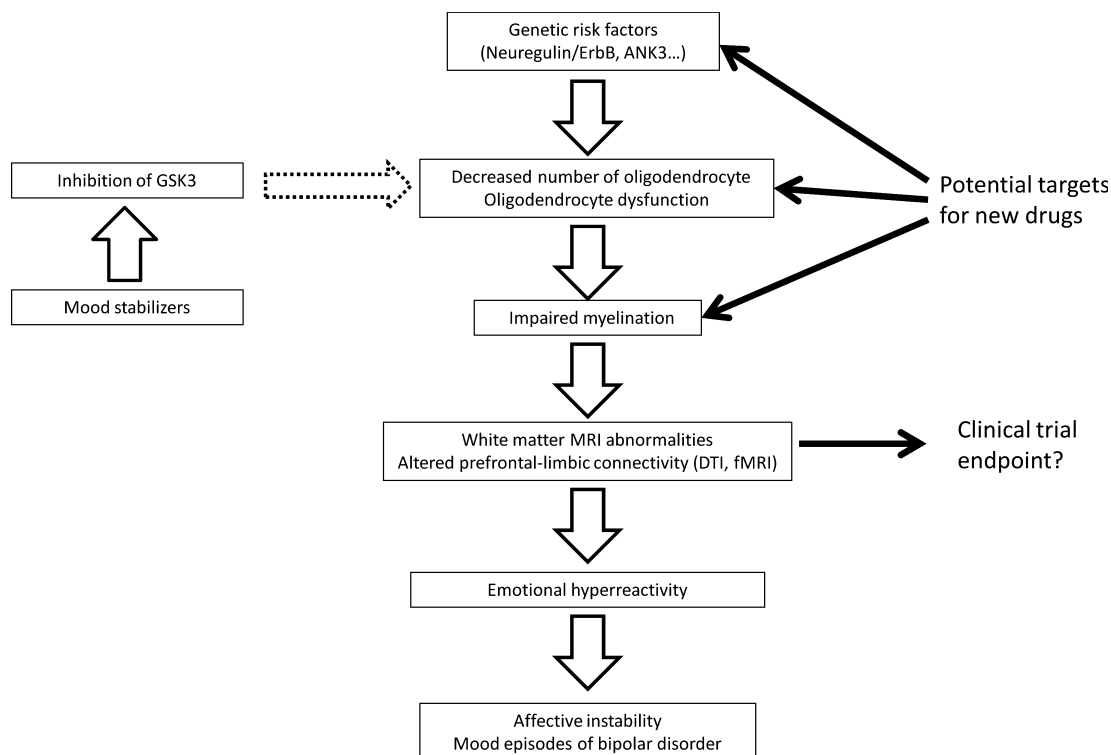 Genetic risk factors
(Neuregulin/ErbB, ANK3...)
Inhibition of GSK3
Decreased number of oligodendrocyte
Oligodendrocyte dysfunction
Potential targets
for new drugs
Mood stabilizers
Impaired myelination
White matter MRI abnormalities
Altered prefrontal-limbic connectivity (DTI, fMRI)
Clinical trial
endpoint?
Emotional hyperreactivity
Affective instability
Mood episodes of bipolar disorder